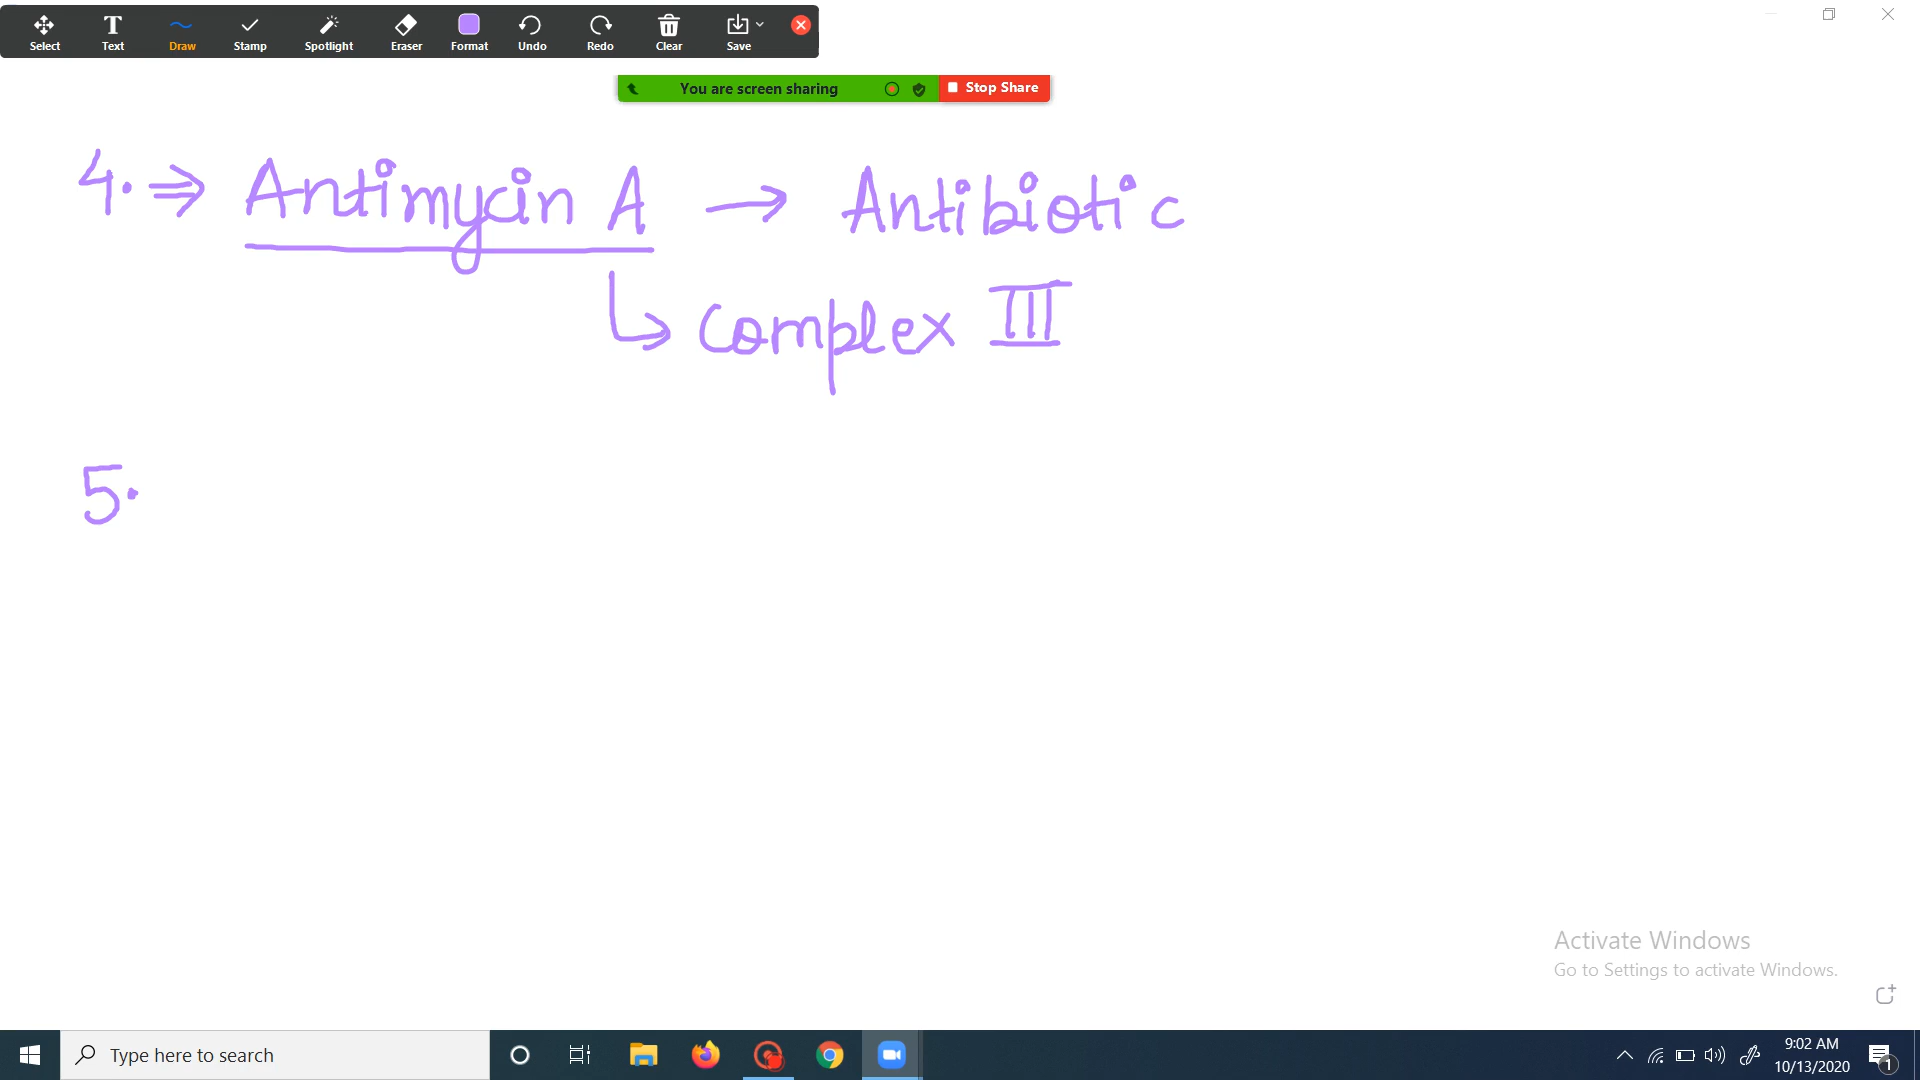 Select Text Draw Stamp Spotlight Eraser Format Undo Redo Clear Save
You are screen sharing Stop Share
4. ⇒ Antimycin A → Antibiotic
↳ Complex III
5.
Activate Windows
Go to Settings to activate Windows.
Type here to search
9:02 AM
10/13/2020
1